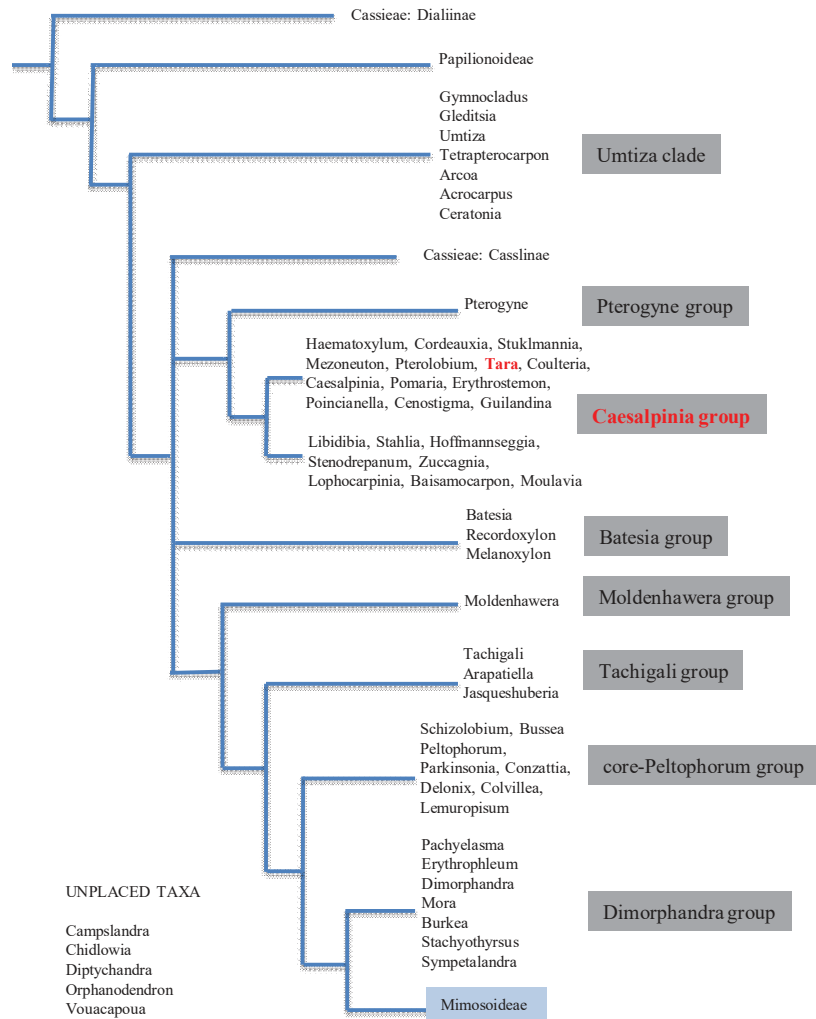 Cassieae: Dialiinae
Papilionoideae
Gymnocladus
Gleditsia
Umtiza
Tetrapterocarpon
Arcoa
Acrocarpus
Ceratonia
Umtiza clade
Cassieae: Casslinae
Pterogyne
Pterogyne group
Haematoxylum, Cordeauxia, Stuklmannia,
Mezoneuton, Pterolobium, Tara, Coulteria,
Caesalpinia, Pomaria, Erythrostemon,
Poincianella, Cenostigma, Guilandina
Caesalpinia group
Libidibia, Stahlia, Hoffmannseggia,
Stenodrepanum, Zuccagnia,
Lophocarpinia, Baisamocarpon, Moulavia
Batesia
Recordoxylon
Melanoxylon
Batesia group
Moldenhawera
Moldenhawera group
Tachigali
Arapatiella
Jasqueshuberia
Tachigali group
Schizolobium, Bussea
Peltophorum,
Parkinsonia, Conzattia,
Delonix, Colvillea,
Lemuropisum
core-Peltophorum group
Pachyelasma
Erythrophleum
Dimorphandra
Mora
Burkea
Stachyothyrsus
Sympetalandra
Dimorphandra group
Mimosoideae
UNPLACED TAXA
Campslandra
Chidlowia
Diptychandra
Orphanodendron
Vouacapoua